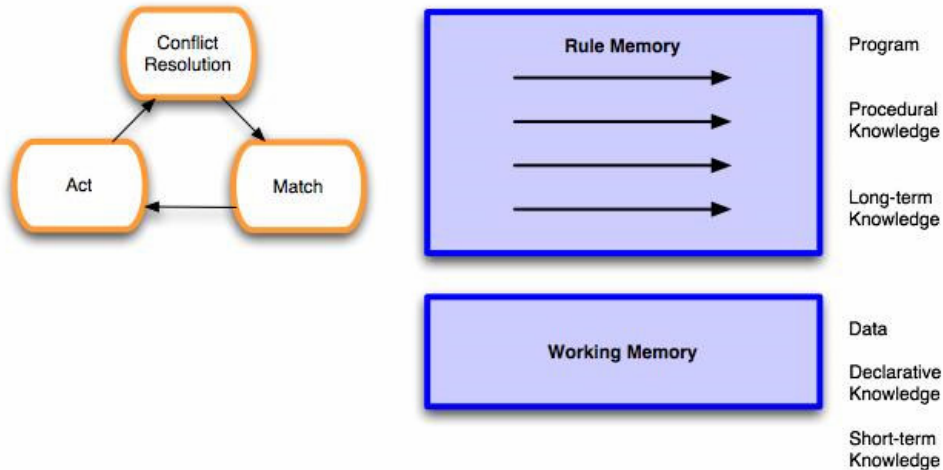 Conflict
Resolution
Act
Match
Rule Memory
Working Memory
Program
Procedural
Knowledge
Long-term
Knowledge
Data
Declarative
Knowledge
Short-term
Knowledge